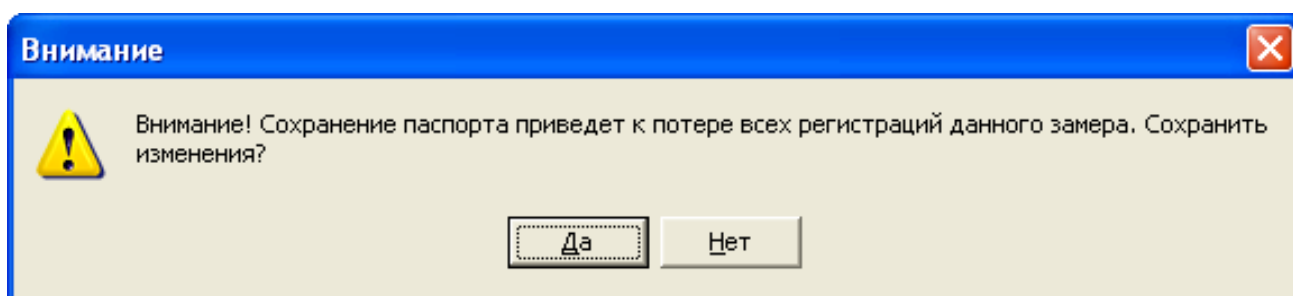 Внимание
Внимание! Сохранение паспорта приведет к потере всех регистраций данного замера. Сохранить
изменения?
Да
Нет